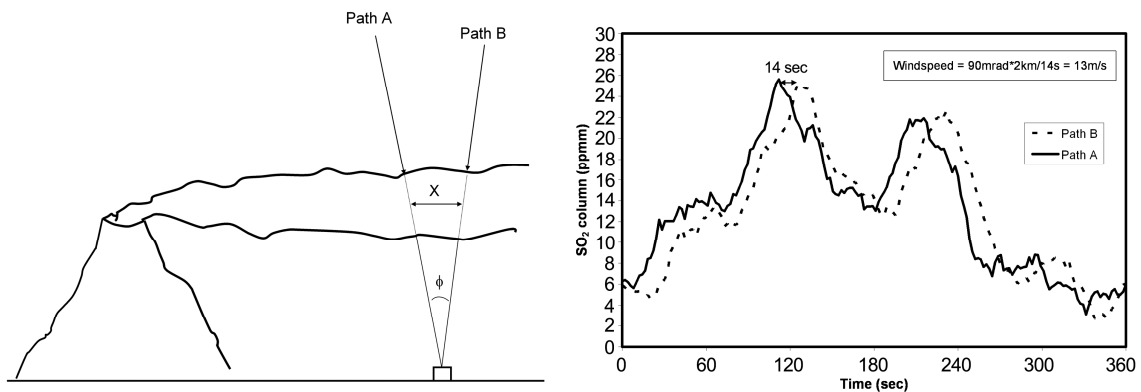 Path A
Path B
X
ϕ
30
28
26
24
22
20
18
16
14
12
10
8
6
4
2
0
SO₂ column (ppmm)
14 sec
Windspeed = 90mrad*2km/14s = 13m/s
Path B
Path A
0 60 120 180 240 300 360
Time (sec)